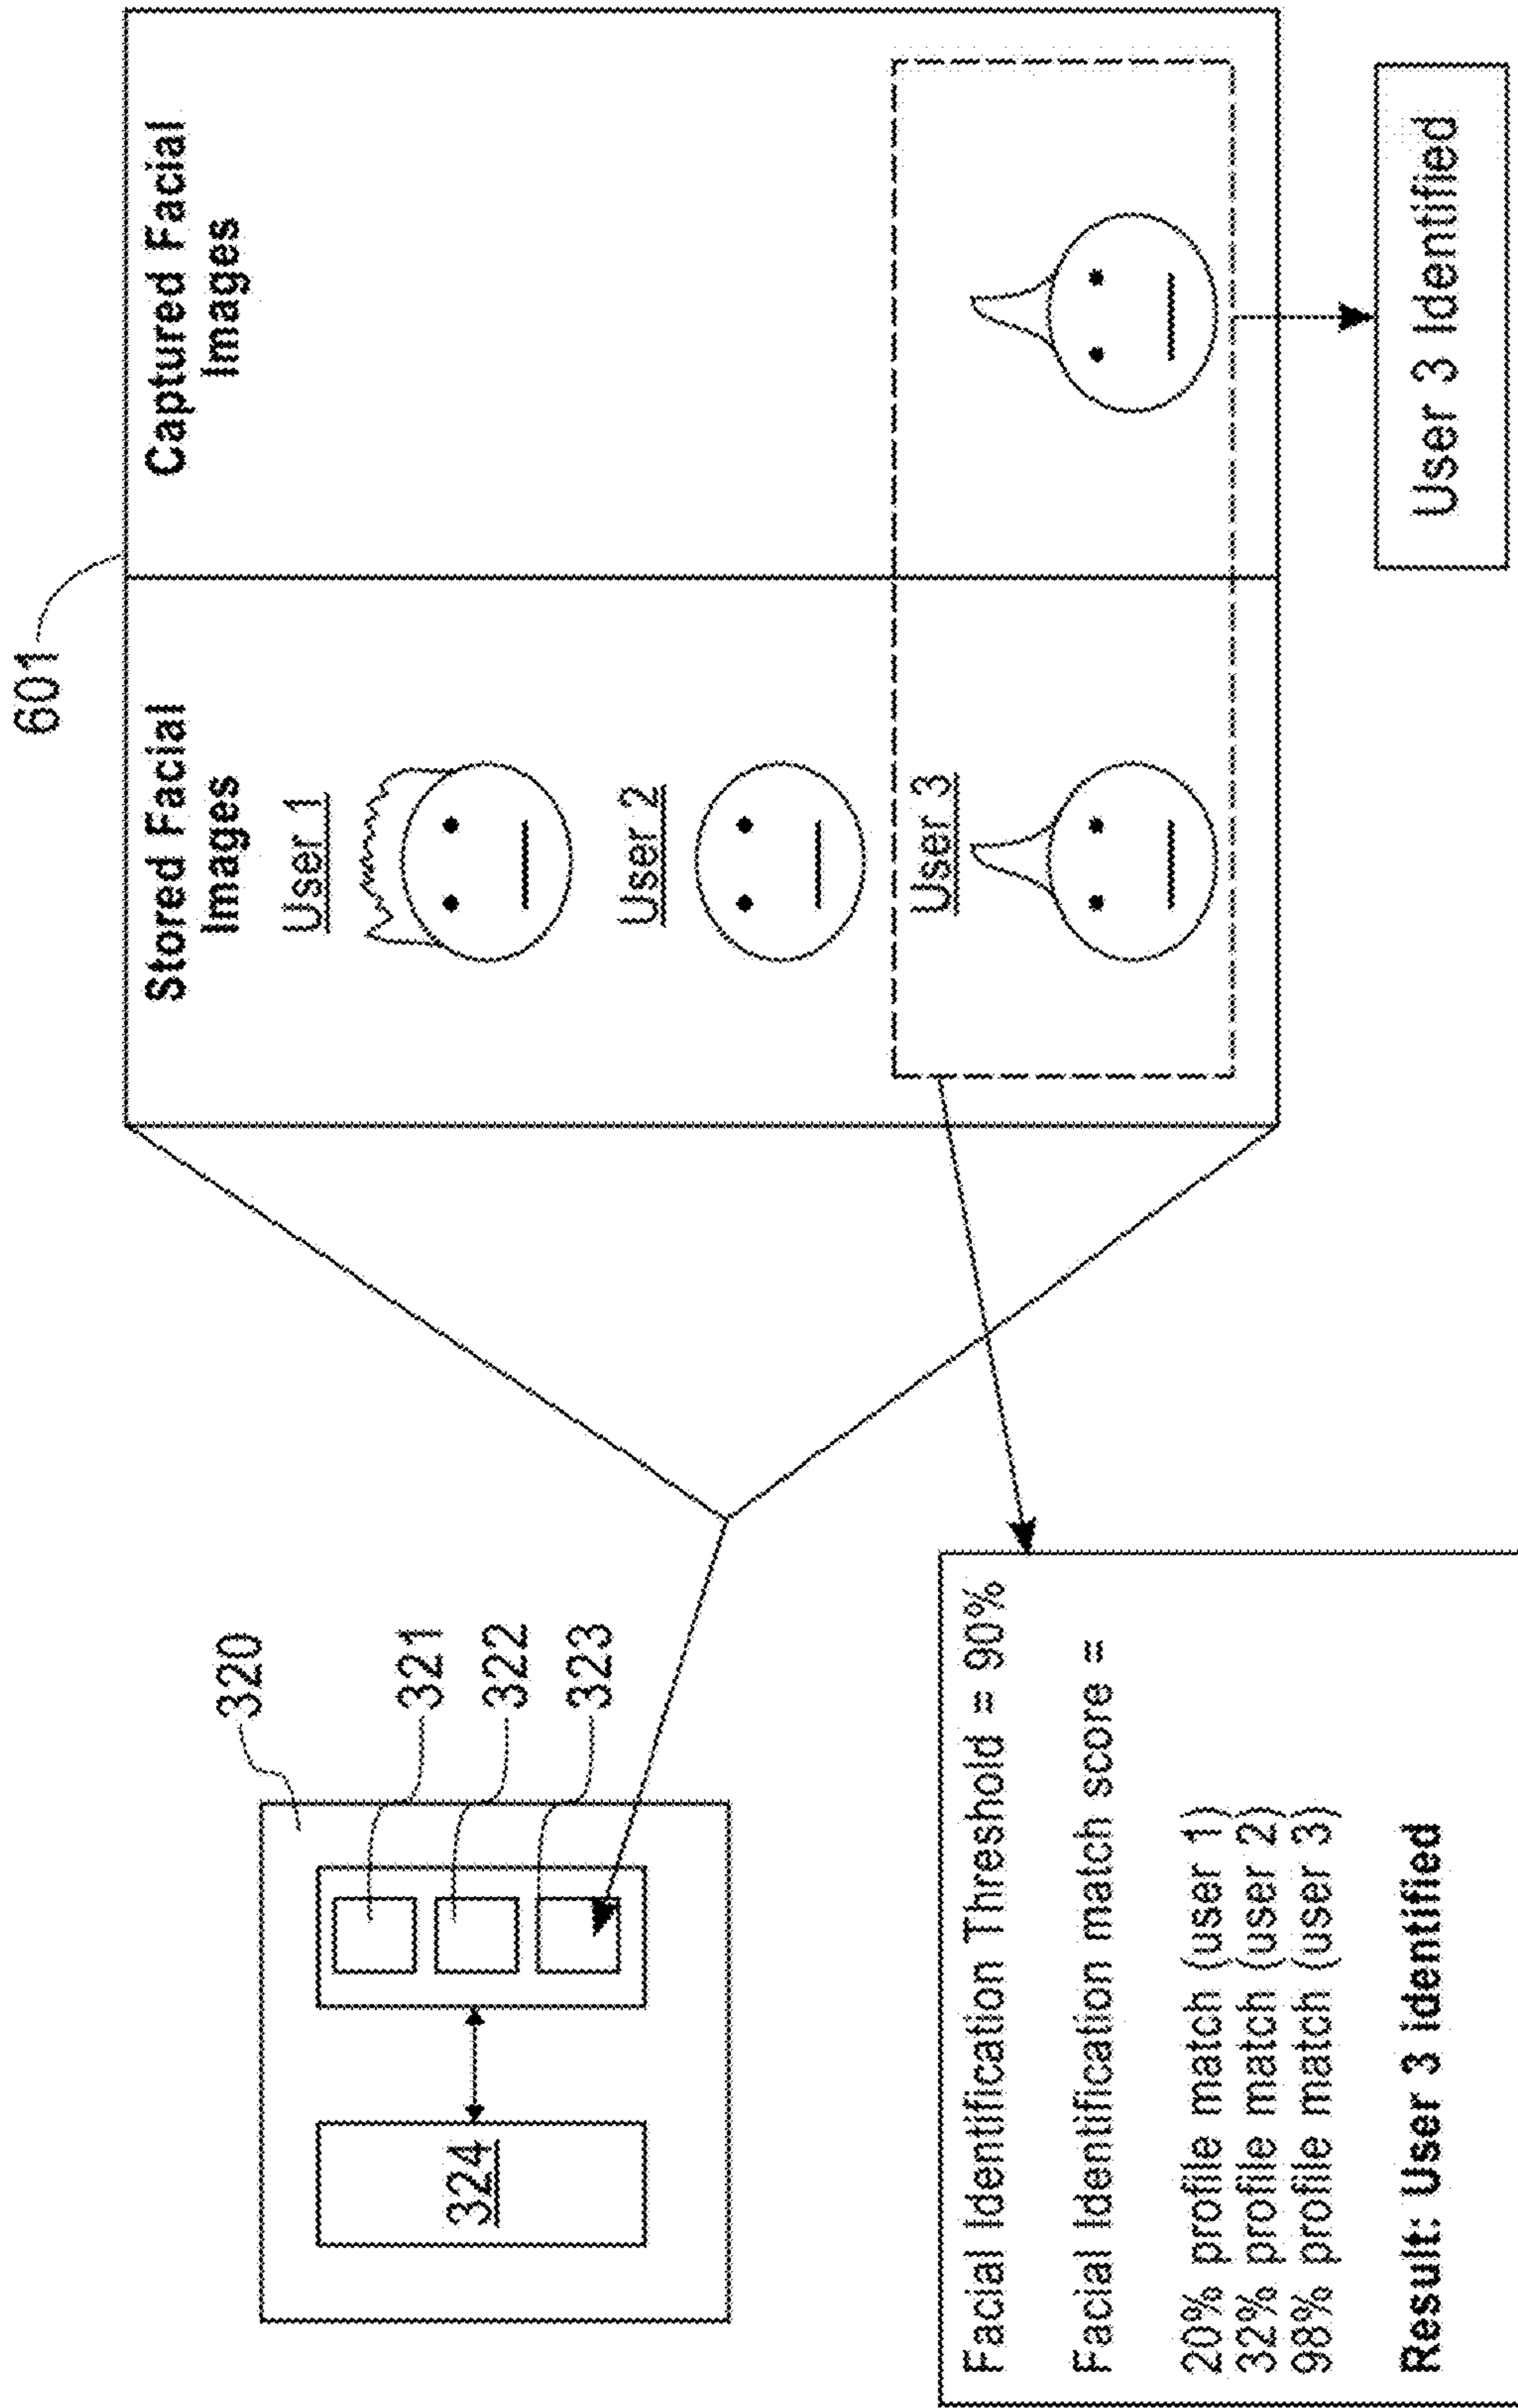 320
321
322
323
324
601
Stored Facial
Images
User 1
User 2
User 3
Captured Facial
Images
Facial Identification Threshold = 90%
Facial Identification match score =
20% profile match (user 1)
32% profile match (user 2)
98% profile match (user 3)
Result: User 3 identified
User 3 Identified